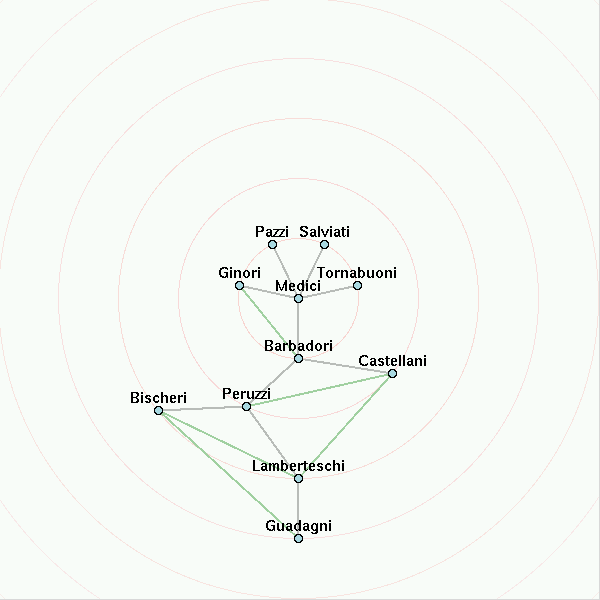 Pazzi Salviati
Ginori Tornabuoni
Medici
Barbadori
Castellani
Peruzzi
Bischeri
Lamberteschi
Guadagni